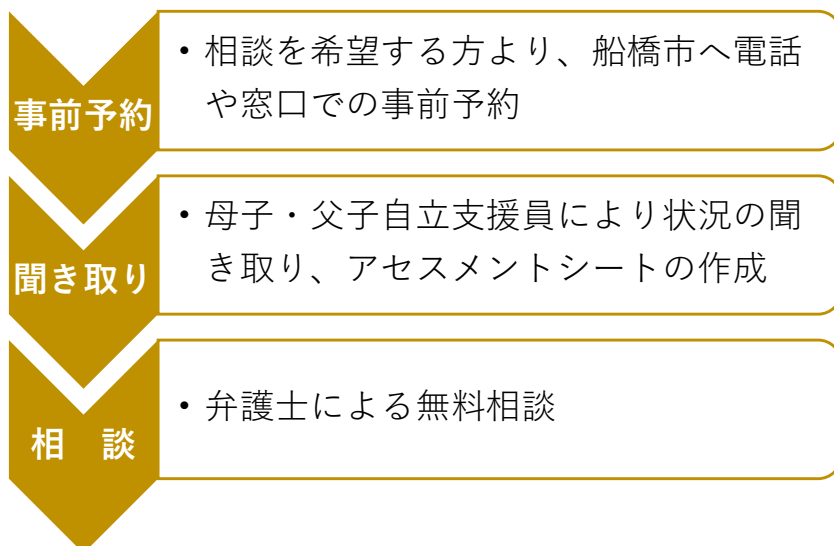 事前予約
・相談を希望する方より、船橋市へ電話
や窓口での事前予約
聞き取り
・母子・父子自立支援員により状況の聞
き取り、アセスメントシートの作成
相　談
・弁護士による無料相談